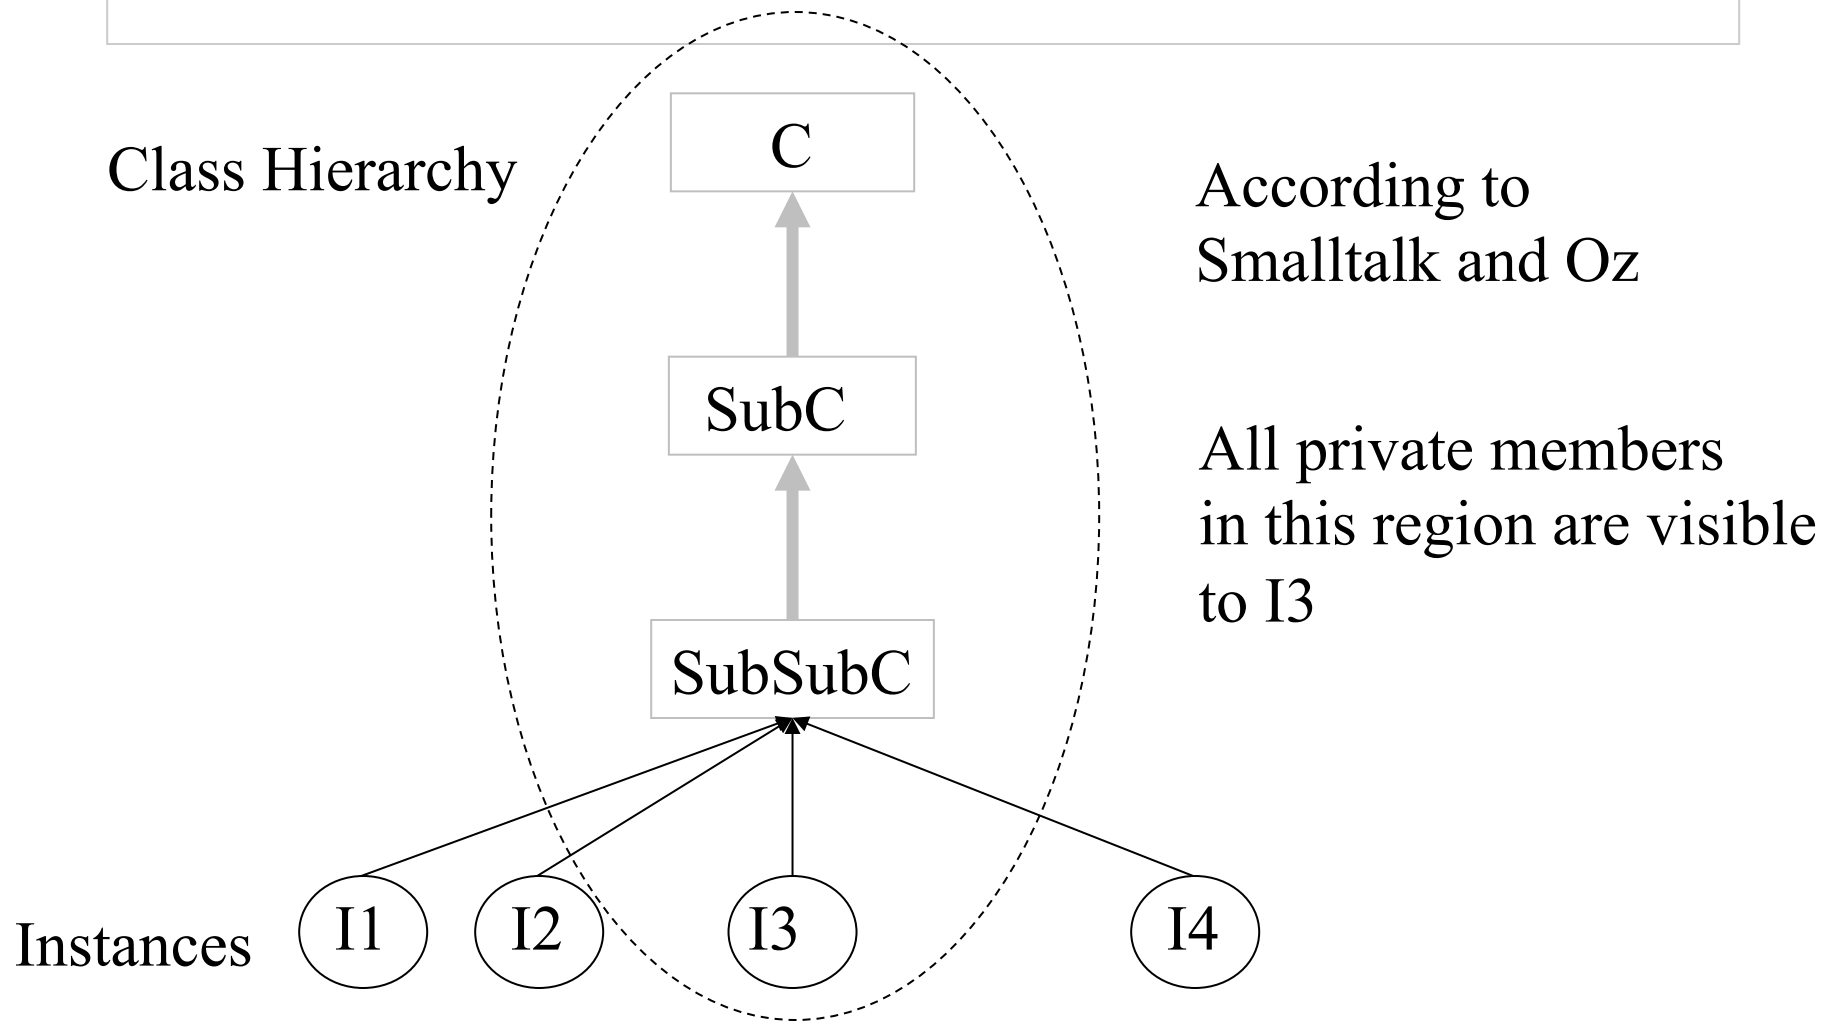 C
Class Hierarchy
According to
Smalltalk and Oz
SubC
All private members
in this region are visible
to I3
SubSubC
Instances
I1
I2
I3
I4